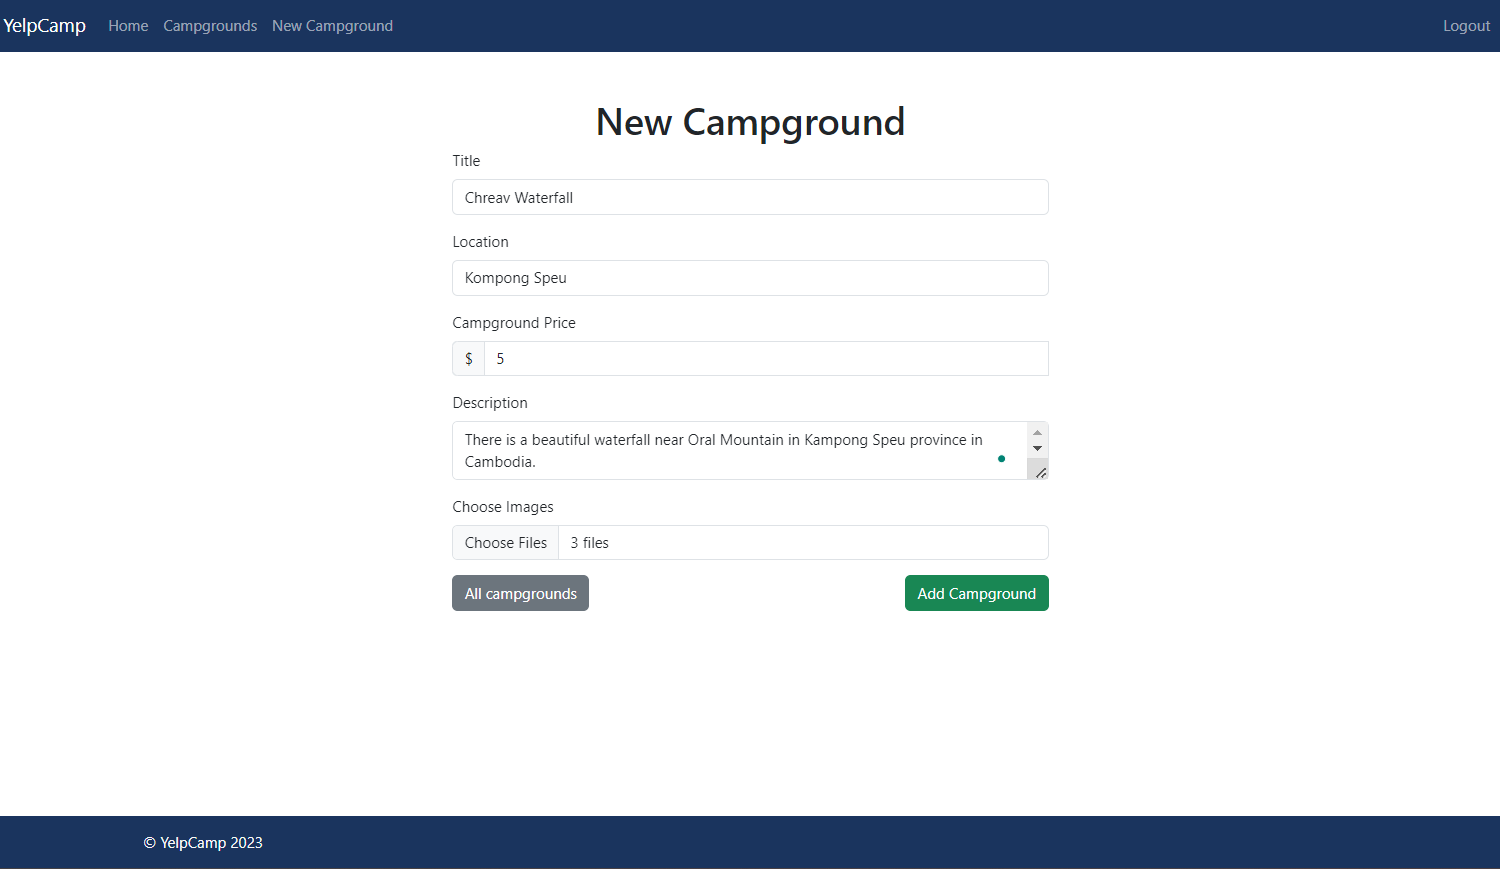 YelpCamp Home Campgrounds New Campground Logout
New Campground
Title
Chreav Waterfall
Location
Kompong Speu
Campground Price
$ 5
Description
There is a beautiful waterfall near Oral Mountain in Kampong Speu province in
Cambodia.
Choose Images
Choose Files 3 files
All campgrounds Add Campground
© YelpCamp 2023